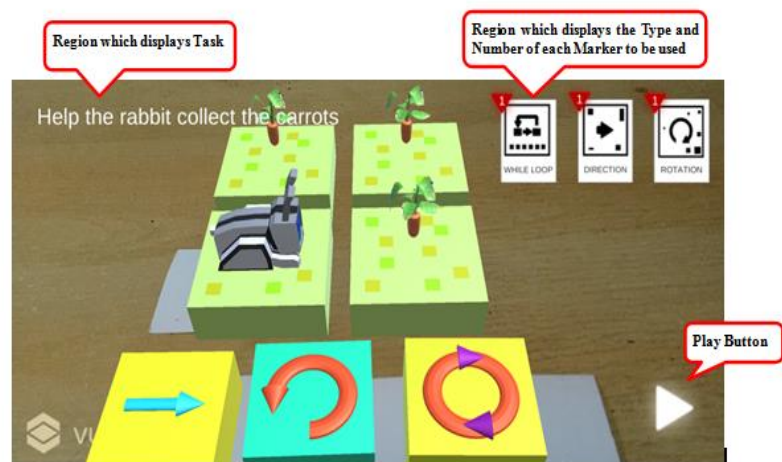 Region which displays Task
Region which displays the Type and
Number of each Marker to be used
Help the rabbit collect the carrots
1
1
1
WHILE LOOP
DIRECTION
ROTATION
Play Button
VU